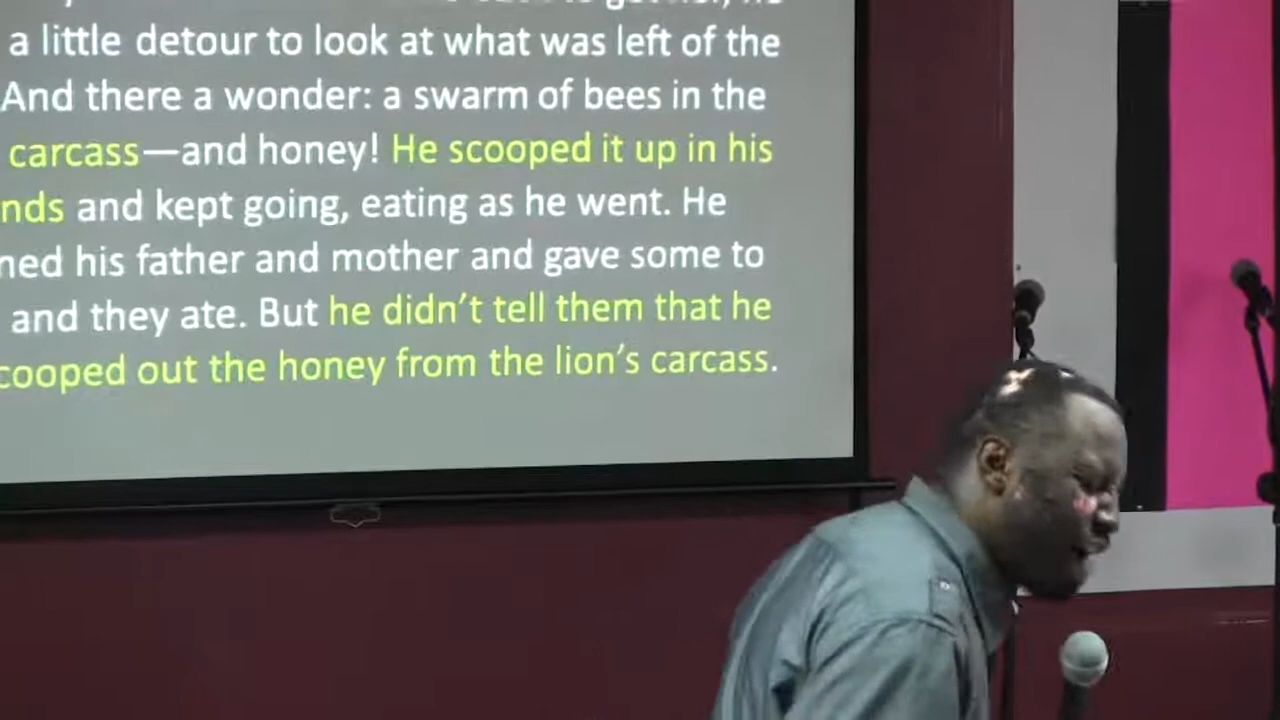 a little detour to look at what was left of the
And there a wonder: a swarm of bees in the
carcass—and honey! He scooped it up in his
nds and kept going, eating as he went. He
ned his father and mother and gave some to
and they ate. But he didn't tell them that he
cooped out the honey from the lion's carcass.